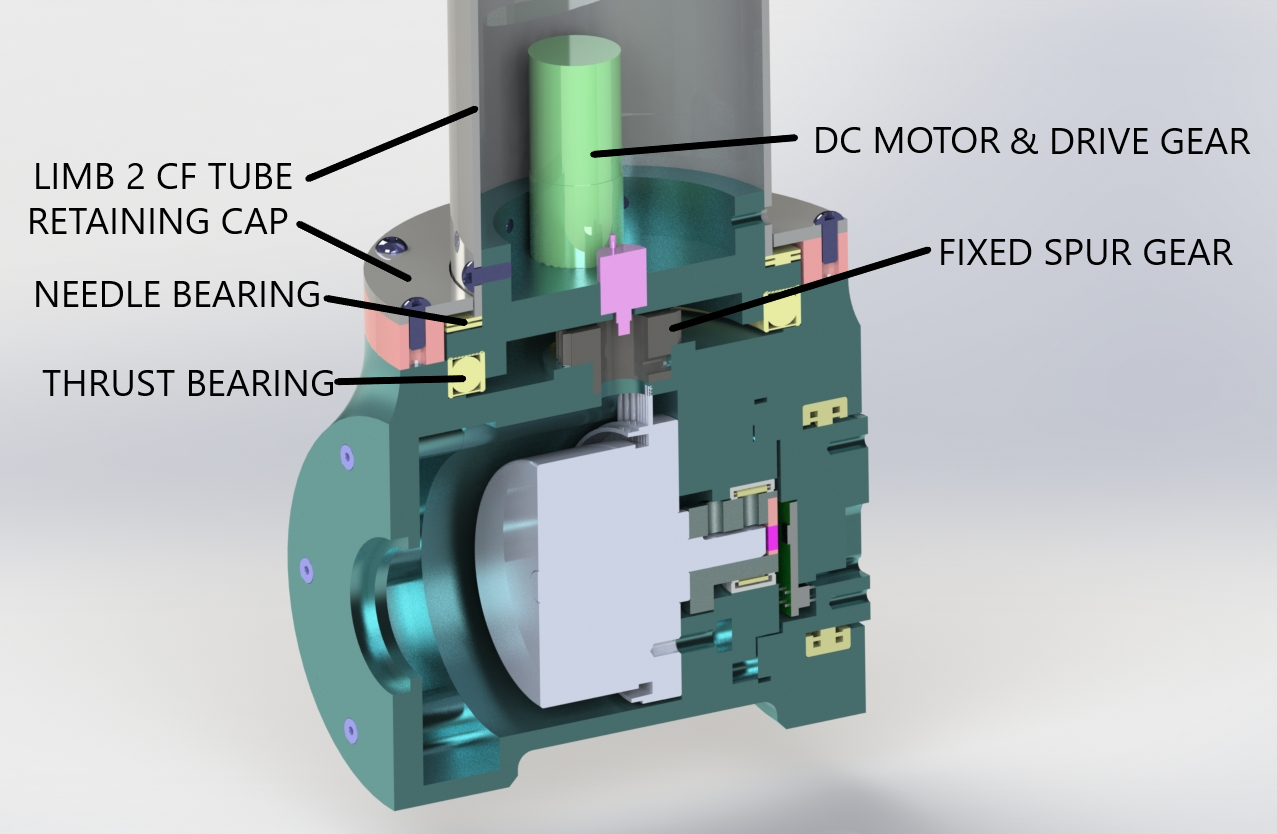 DC MOTOR & DRIVE GEAR
LIMB 2 CF TUBE
RETAINING CAP
FIXED SPUR GEAR
NEEDLE BEARING
THRUST BEARING